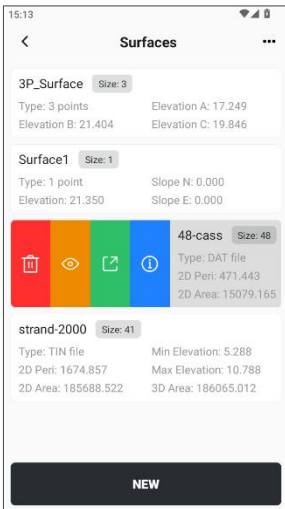 15:13
Surfaces
3P_Surface Size: 3
Type: 3 points Elevation A: 17.249
Elevation B: 21.404 Elevation C: 19.846
Surface1 Size: 1
Type: 1 point Slope N: 0.000
Elevation: 21.350 Slope E: 0.000
48-cass Size: 48
Type: DAT file
2D Peri: 471.443
2D Area: 15079.165
strand-2000 Size: 41
Type: TIN file Min Elevation: 5.288
2D Peri: 1674.857 Max Elevation: 10.788
2D Area: 185688.522 3D Area: 186065.012
NEW